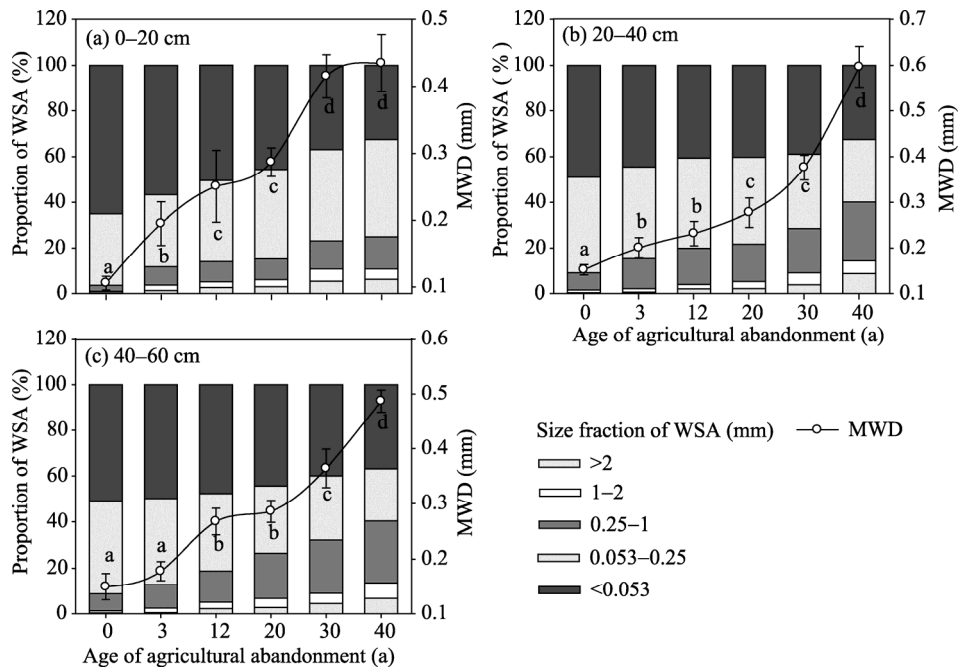 (a) 0–20 cm
Proportion of WSA (%)
120
100
80
60
40
20
0
0.5
0.4
0.3
0.2
0.1
MWD (mm)
a
b
c
c
d
d
(b) 20–40 cm
Proportion of WSA ( % )
120
100
80
60
40
20
0
0.7
0.6
0.5
0.4
0.3
0.2
0.1
MWD (mm)
a
b
b
c
c
d
0 3 12 20 30 40
Age of agricultural abandonment (a)
(c) 40–60 cm
Proportion of WSA (%)
120
100
80
60
40
20
0
0.6
0.5
0.4
0.3
0.2
0.1
MWD (mm)
a
a
b
b
c
d
0 3 12 20 30 40
Age of agricultural abandonment (a)
Size fraction of WSA (mm) MWD
>2
1–2
0.25–1
0.053–0.25
<0.053